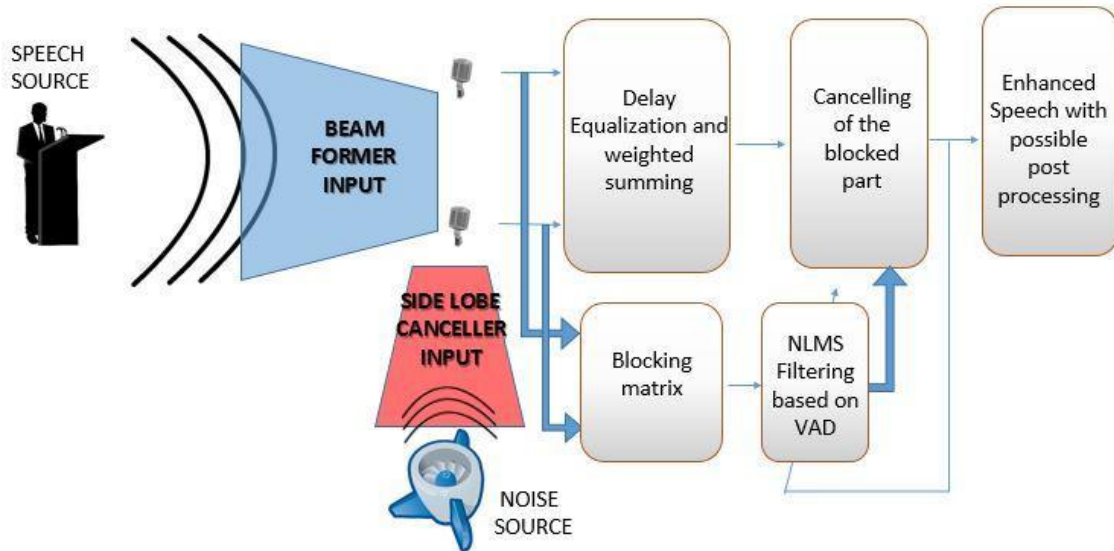 SPEECH
SOURCE
BEAM
FORMER
INPUT
Delay
Equalization and
weighted
summing
Cancelling
of the
blocked
part
Enhanced
Speech with
possible
post
processing
SIDE LOBE
CANCELLER
INPUT
Blocking
matrix
NLMS
Filtering
based on
VAD
NOISE
SOURCE